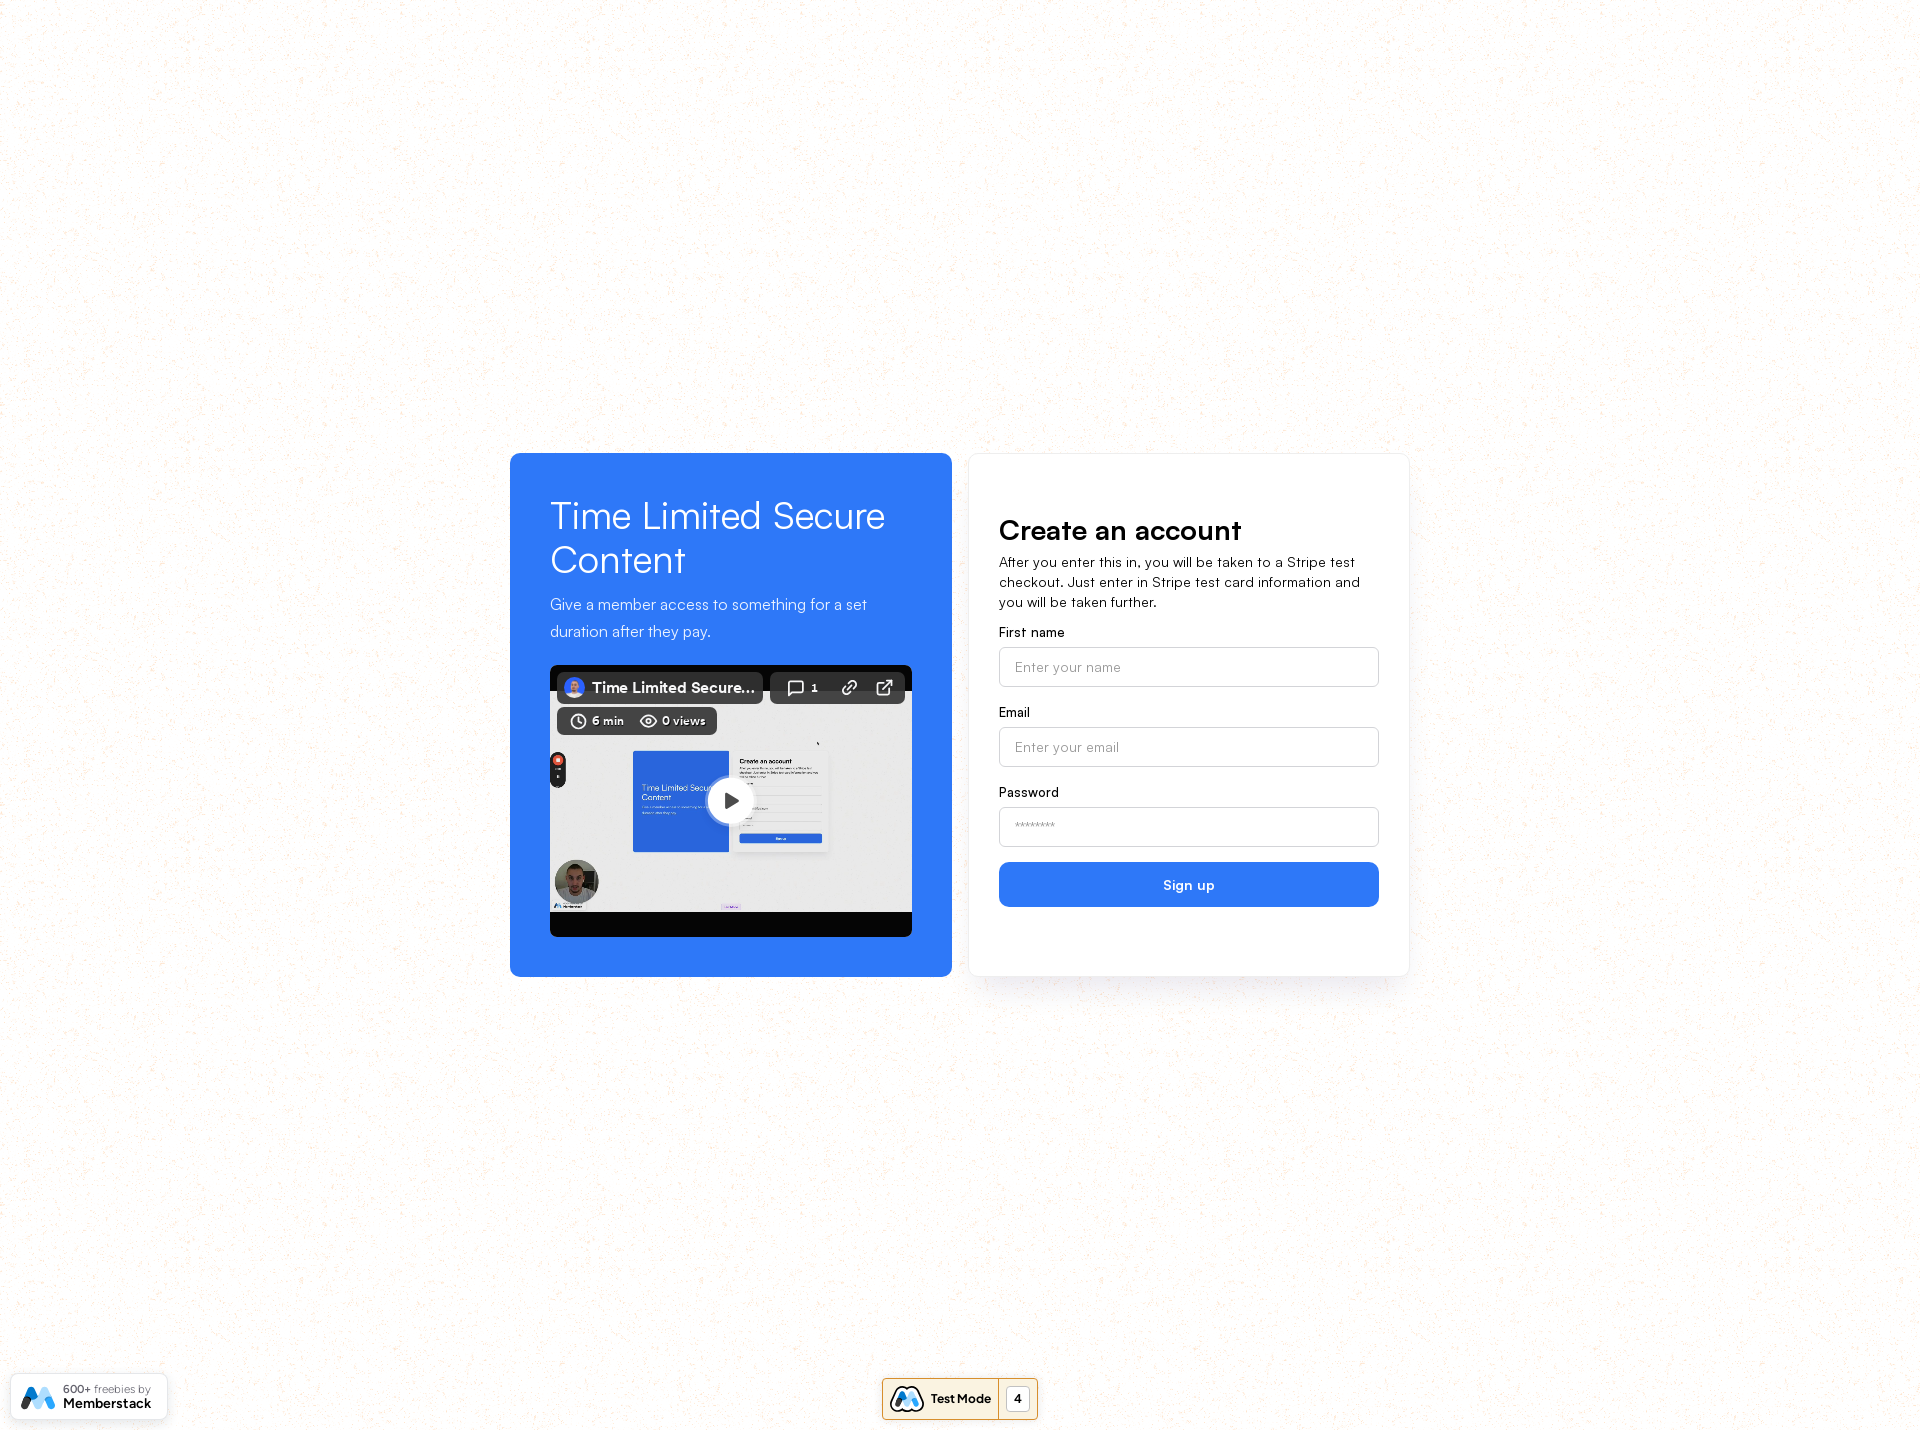 Time Limited Secure
Content
Give a member access to something for a set
duration after they pay.
Time Limited Secure...
1
6 min
0 views
Create an account
Time Limited
Content
Create an account
After you enter this in, you will be taken to a Stripe test
checkout. Just enter in Stripe test card information and
you will be taken further.
First name
Enter your name
Email
Enter your email
Password
********
Sign up
600+ freebies by
Memberstack
Test Mode
4